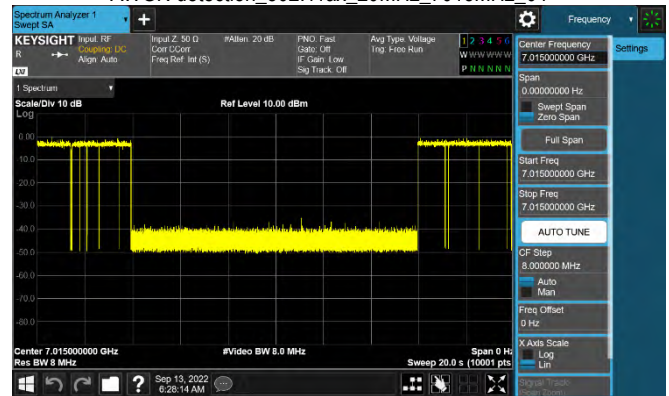 Spectrum Analyzer 1
Swept SA
Frequency
KEYSIGHT
R
LXI
Input: RF
Coupling: DC
Align: Auto
Input Z: 50 Ω
Corr CCorr
Freq Ref: Int (S)
#Atten: 20 dB
PNO: Fast
Gate: Off
IF Gain: Low
Sig Track: Off
Avg Type: Voltage
Trig: Free Run
1 2 3 4 5 6
W W W W W W
P N N N N N
Center Frequency
7.015000000 GHz
Settings
Span
0.00000000 Hz
Swept Span
Zero Span
Full Span
Start Freq
7.015000000 GHz
Stop Freq
7.015000000 GHz
AUTO TUNE
CF Step
8.000000 MHz
Auto
Man
Freq Offset
0 Hz
X Axis Scale
Log
Lin
Signal Track
1 Spectrum
Scale/Div 10 dB
Ref Level 10.00 dBm
Log
0.00
-10.0
-20.0
-30.0
-40.0
-50.0
-60.0
-70.0
-80.0
Center 7.015000000 GHz
#Video BW 8.0 MHz
Span 0 Hz
Res BW 8 MHz
Sweep 20.0 s (10001 pts
Sep 13, 2022
6:28:14 AM